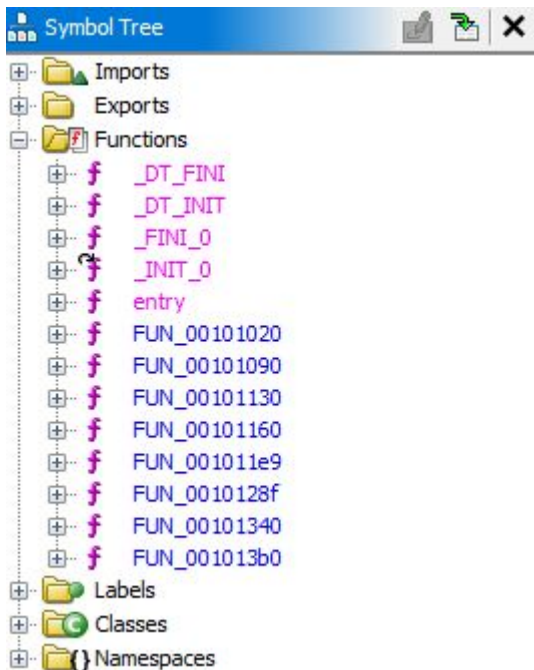 Symbol Tree
Imports
Exports
Functions
f _DT_FINI
f _DT_INIT
f _FINI_0
f _INIT_0
f entry
f FUN_00101020
f FUN_00101090
f FUN_00101130
f FUN_00101160
f FUN_001011e9
f FUN_0010128f
f FUN_00101340
f FUN_001013b0
Labels
Classes
Namespaces